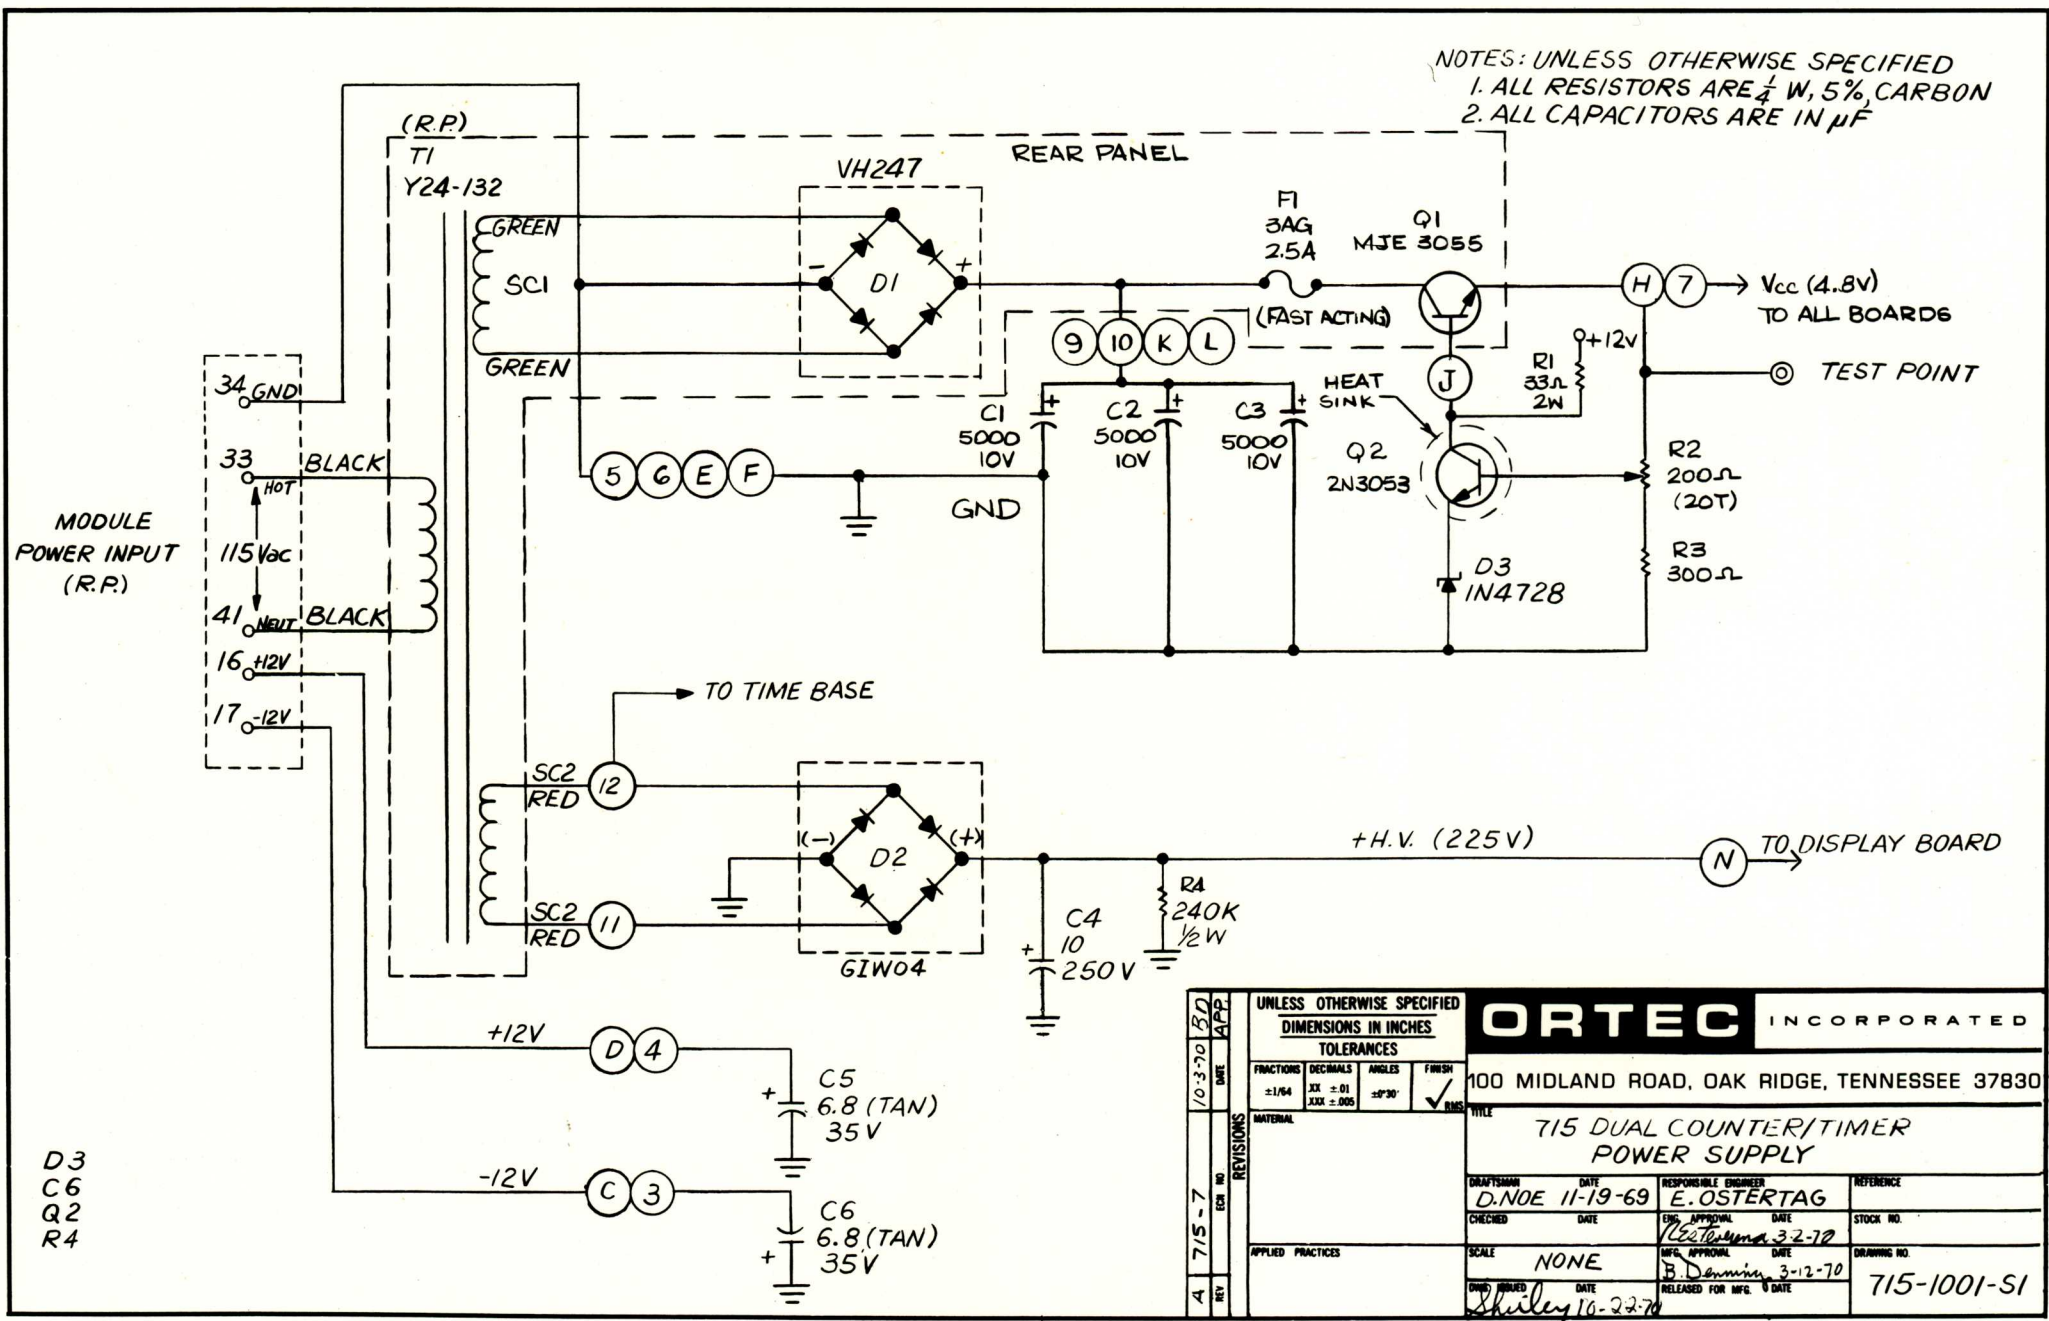 NOTES: UNLESS OTHERWISE SPECIFIED
1. ALL RESISTORS ARE 1/4 W, 5%, CARBON
2. ALL CAPACITORS ARE IN µF
(R.P.)
T1
Y24-132
REAR PANEL
VH247
GREEN
SC1
GREEN
-
D1
+
F1
3AG
2.5A
(FAST ACTING)
Q1
MJE 3055
H 7
Vcc (4.8V)
TO ALL BOARDS
9 10 K L
J
+12V
R1
33Ω
2W
TEST POINT
HEAT
SINK
34 GND
33
HOT
BLACK
115 Vac
41 NEUT
BLACK
16 +12V
17 -12V
MODULE
POWER INPUT
(R.P.)
5 6 E F
GND
C1
5000
10V
+
C2
5000
10V
+
C3
5000
10V
+
Q2
2N3053
R2
200Ω
(20T)
R3
300Ω
D3
1N4728
TO TIME BASE
SC2
RED
12
SC2
RED
11
(-)
D2
(+)
GIW04
+H.V. (225V)
N
TO DISPLAY BOARD
C4
10
250V
+
R4
240K
1/2 W
+12V
D 4
C5
6.8 (TAN)
35V
+
-12V
C 3
C6
6.8 (TAN)
35V
+
D3
C6
Q2
R4
A 715-7 10-3-70 BD
REV ECN NO. DATE APP.
REVISIONS
UNLESS OTHERWISE SPECIFIED
DIMENSIONS IN INCHES
TOLERANCES
FRACTIONS DECIMALS ANGLES FINISH
±1/64 .XX ±.01 ±0°30' RMS
.XXX ±.005
MATERIAL
APPLIED PRACTICES
ORTEC INCORPORATED
100 MIDLAND ROAD, OAK RIDGE, TENNESSEE 37830
TITLE
715 DUAL COUNTER/TIMER
POWER SUPPLY
DRAFTSMAN DATE
D.NOE 11-19-69
RESPONSIBLE ENGINEER
E. OSTERTAG
REFERENCE
CHECKED DATE
ENG. APPROVAL DATE
3-2-70
STOCK NO.
SCALE
NONE
MFG. APPROVAL DATE
B. Denning 3-12-70
DRAWING NO.
715-1001-S1
DWG ISSUED DATE
Shirley 10-22-70
RELEASED FOR MFG. DATE